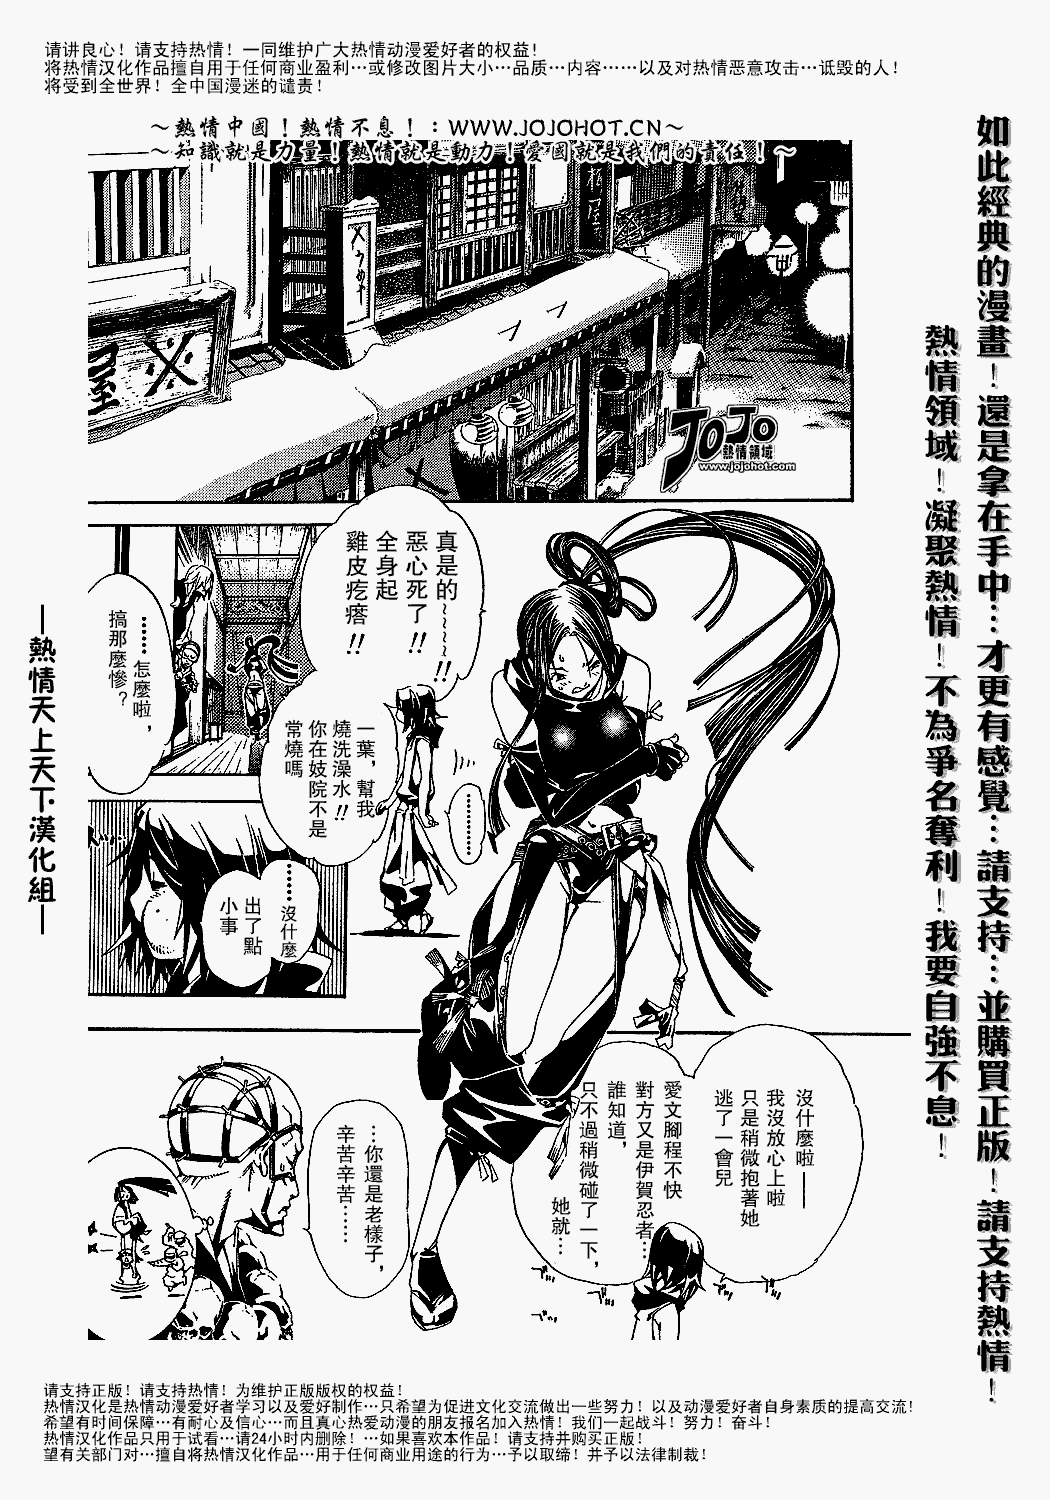 请讲良心！请支持热情！一同维护广大热情动漫爱好者的权益！
将热情汉化作品擅自用于任何商业盈利…或修改图片大小…品质…内容……以及对热情恶意攻击…诋毁的人！
将受到全世界！全中国漫迷的谴责！
～熱情中國！熱情不息！：WWW.JOJOHOT.CN～
～知識就是力量！熱情就是動力！愛國就是我們的責任！～
如此經典的漫畫！還是拿在手中…才更有感覺…請支持…並購買正版！請支持熱情！
熱情領域！凝聚熱情！不為爭名奪利！我要自強不息！
—熱情天上天下漢化組—
JOJO
熱情領域
www.jojohot.com
真是的~~~~~!!
惡心死了!!
全身起
雞皮疙瘩!!
……怎麼啦，
搞那麼慘？
一葉，幫我
燒洗澡水!!
你在妓院不是
常燒嗎
………
……沒什麼
出了點
小事
沒什麼啦——
我沒放心上啦
只是稍微抱著她
逃了一會兒
愛文腳程不快
對方又是伊賀忍者…
誰知道，
只不過稍微碰了一下，
她就…
…你還是老樣子，
辛苦辛苦……
请支持正版！请支持热情！为维护正版版权的权益！
热情汉化是热情动漫爱好者学习以及爱好制作…只希望为促进文化交流做出一些努力！以及动漫爱好者自身素质的提高交流！
希望有时间保障…有耐心及信心…而且真心热爱动漫的朋友报名加入热情！我们一起战斗！努力！奋斗！
热情汉化作品只用于试看…请24小时内删除！…如果喜欢本作品！请支持并购买正版！
望有关部门对…擅自将热情汉化作品…用于任何商业用途的行为…予以取缔！并予以法律制裁！